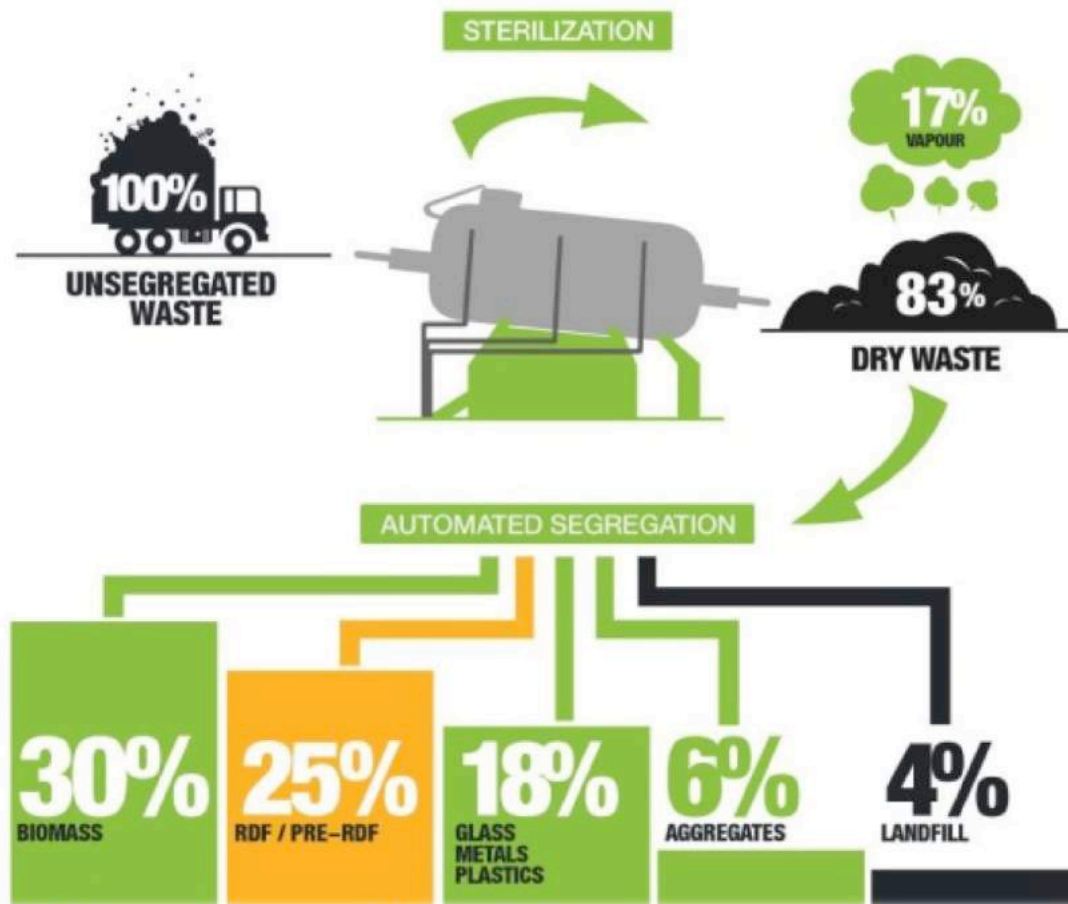 STERILIZATION
100%
UNSEGREGATED
WASTE
17%
VAPOUR
83%
DRY WASTE
AUTOMATED SEGREGATION
30%
BIOMASS
25%
RDF / PRE–RDF
18%
GLASS
METALS
PLASTICS
6%
AGGREGATES
4%
LANDFILL